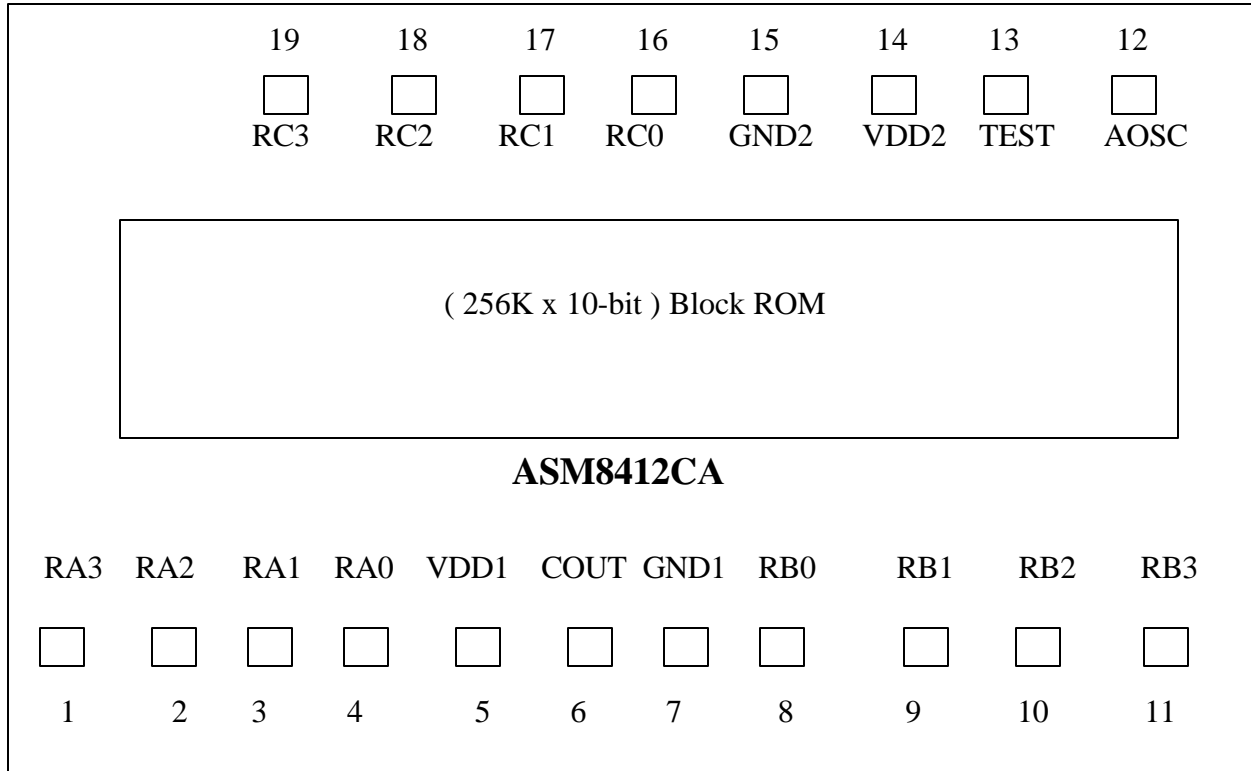 19 18 17 16 15 14 13 12
RC3 RC2 RC1 RC0 GND2 VDD2 TEST AOSC
( 256K x 10-bit ) Block ROM
ASM8412CA
RA3 RA2 RA1 RA0 VDD1 COUT GND1 RB0 RB1 RB2 RB3
1 2 3 4 5 6 7 8 9 10 11